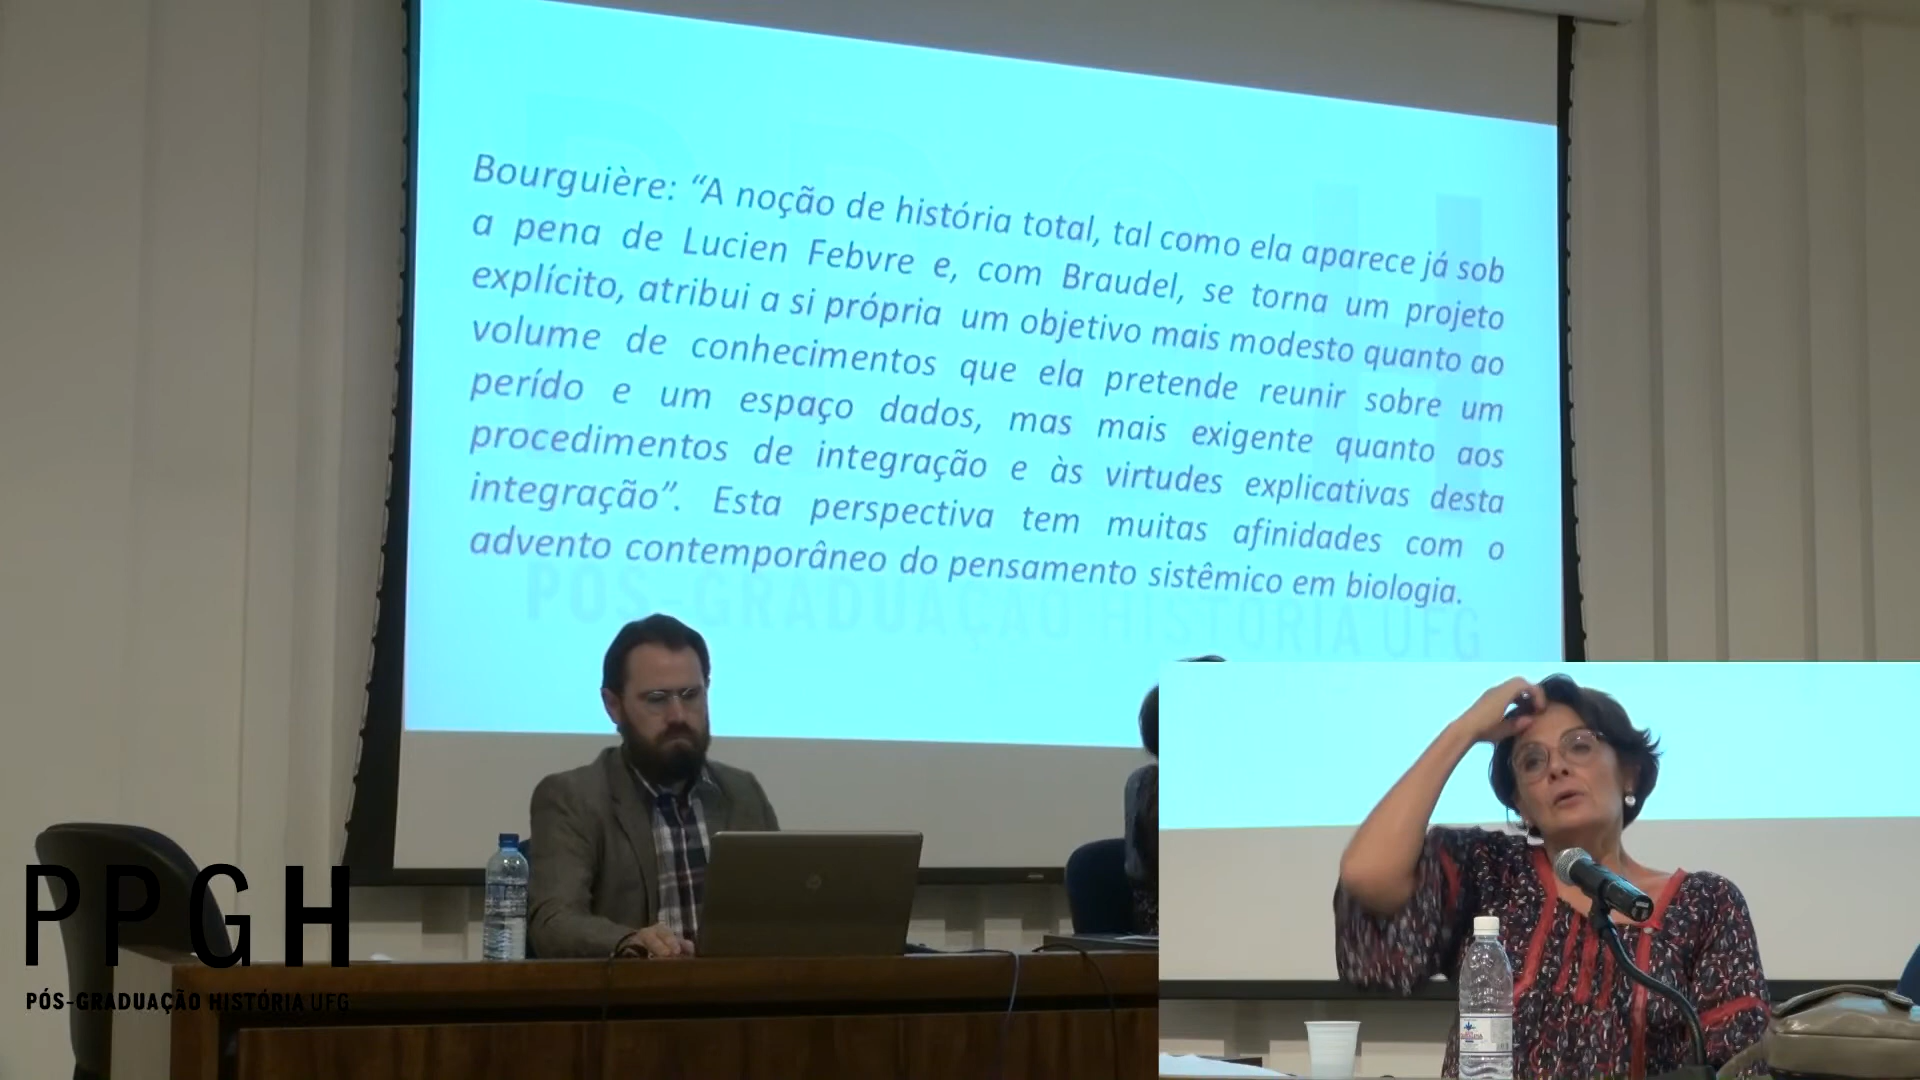 Bourguière: “A noção de história total, tal como ela aparece já sob
a pena de Lucien Febvre e, com Braudel, se torna um projeto
explícito, atribui a si própria um objetivo mais modesto quanto ao
volume de conhecimentos que ela pretende reunir sobre um
perído e um espaço dados, mas mais exigente quanto aos
procedimentos de integração e às virtudes explicativas desta
integração”. Esta perspectiva tem muitas afinidades com o
advento contemporâneo do pensamento sistêmico em biologia.
PÓS-GRADUAÇÃO HISTÓRIA UFG
PPGH
PÓS-GRADUAÇÃO HISTÓRIA UFG